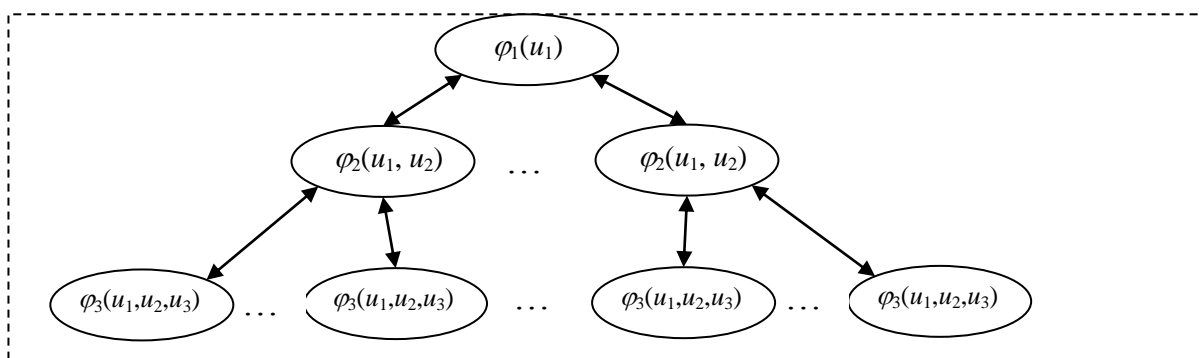 φ₁(u₁)
φ₂(u₁, u₂) ... φ₂(u₁, u₂)
φ₃(u₁,u₂,u₃) ... φ₃(u₁,u₂,u₃) ... φ₃(u₁,u₂,u₃) ... φ₃(u₁,u₂,u₃)